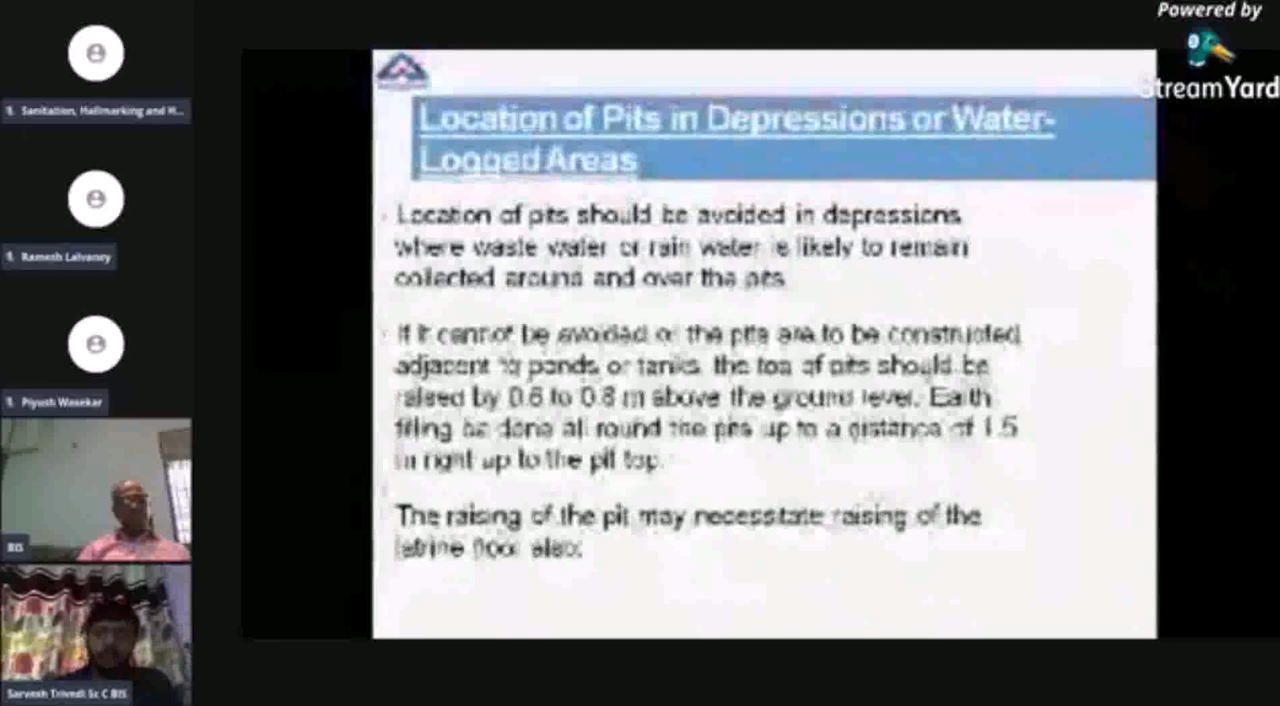 Powered by
StreamYard
Sanitation, Hallmarking and H...
Ramesh Lalvaney
Piyush Wasekar
BIS
Sarvesh Trivedi Sc C BIS
Location of Pits in Depressions or Water-
Logged Areas
Location of pits should be avoided in depressions
where waste water or rain water is likely to remain
collected around and over the pits
If it cannot be avoided or the pits are to be constructed
adjacent to ponds or tanks, the top of pits should be
raised by 0.6 to 0.8 m above the ground level. Earth
filling be done all round the pits up to a distance of 1.5
m right up to the pit top.
The raising of the pit may necessitate raising of the
latrine floor also.